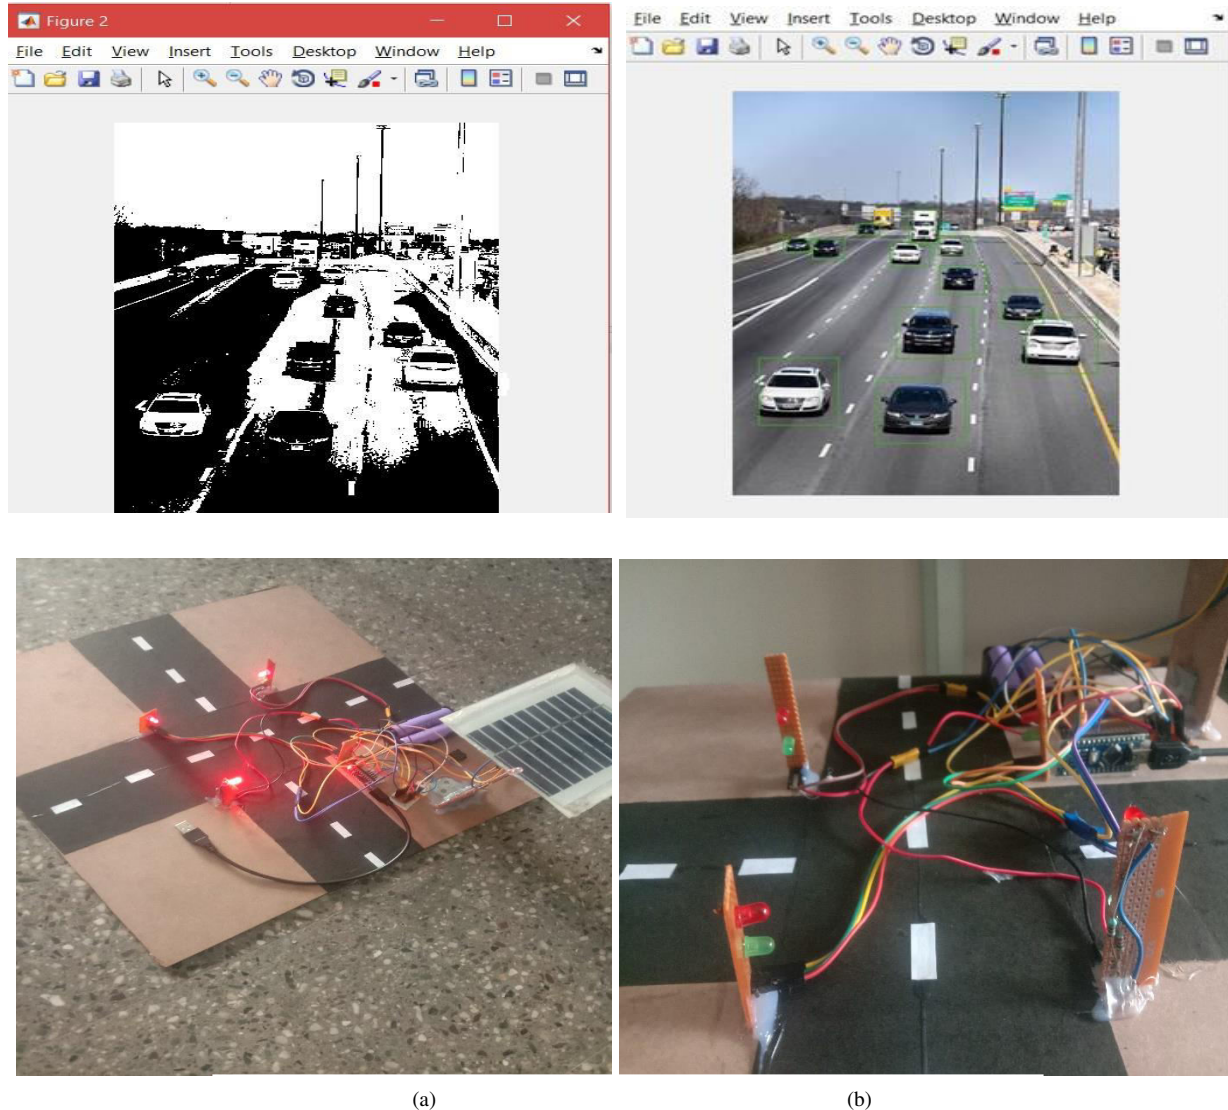 Figure 2
File Edit View Insert Tools Desktop Window Help
File Edit View Insert Tools Desktop Window Help
(a)
(b)